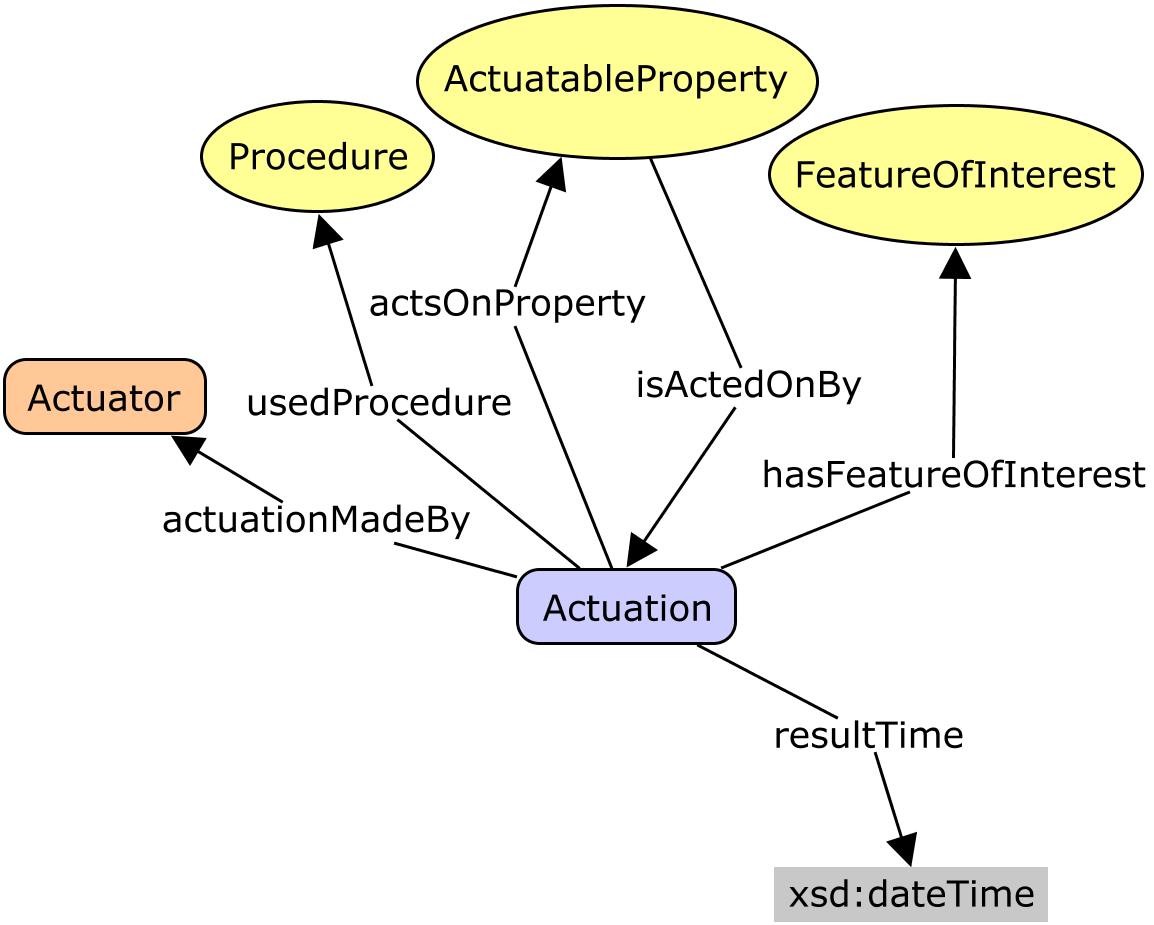 ActuatableProperty
Procedure
FeatureOfInterest
actsOnProperty
isActedOnBy
Actuator
usedProcedure
hasFeatureOfInterest
actuationMadeBy
Actuation
resultTime
xsd:dateTime